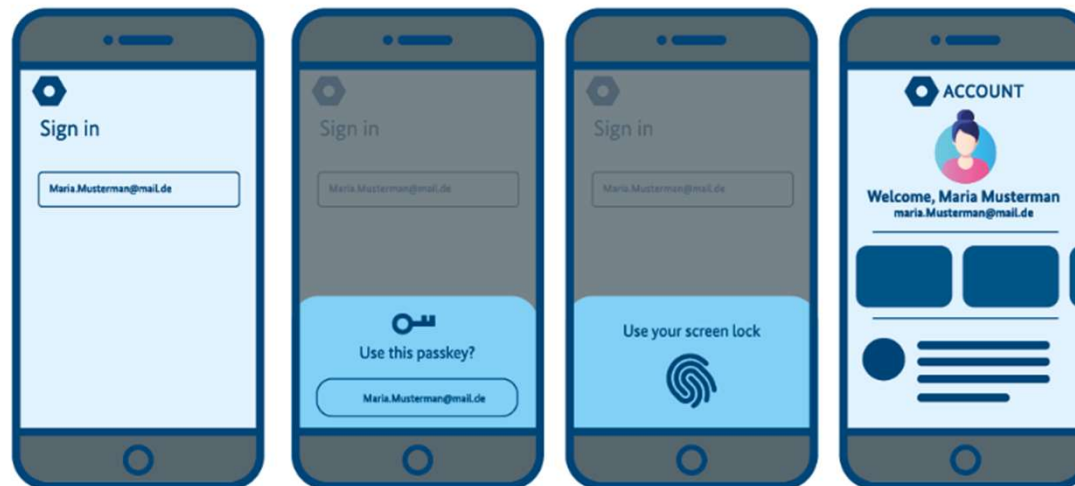 Sign in
Maria.Musterman@mail.de
Sign in
Maria.Musterman@mail.de
Use this passkey?
Maria.Musterman@mail.de
Sign in
Maria.Musterman@mail.de
Use your screen lock
ACCOUNT
Welcome, Maria Musterman
maria.Musterman@mail.de